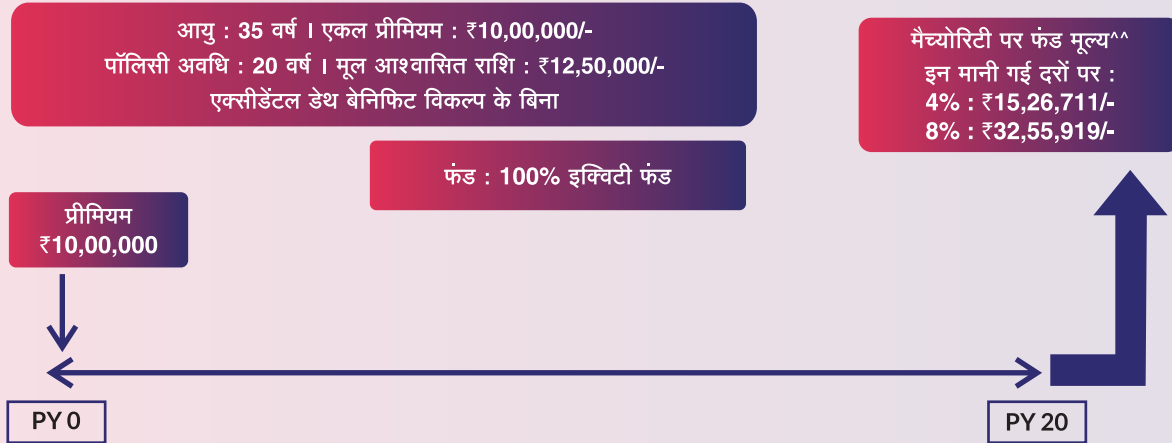 आयु : 35 वर्ष । एकल प्रीमियम : ₹10,00,000/-
पॉलिसी अवधि : 20 वर्ष । मूल आश्वासित राशि : ₹12,50,000/-
एक्सीडेंटल डेथ बेनिफिट विकल्प के बिना
मैच्योरिटी पर फंड मूल्य^^
इन मानी गई दरों पर :
4% : ₹15,26,711/-
8% : ₹32,55,919/-
फंड : 100% इक्विटी फंड
प्रीमियम
₹10,00,000
PY 0
PY 20